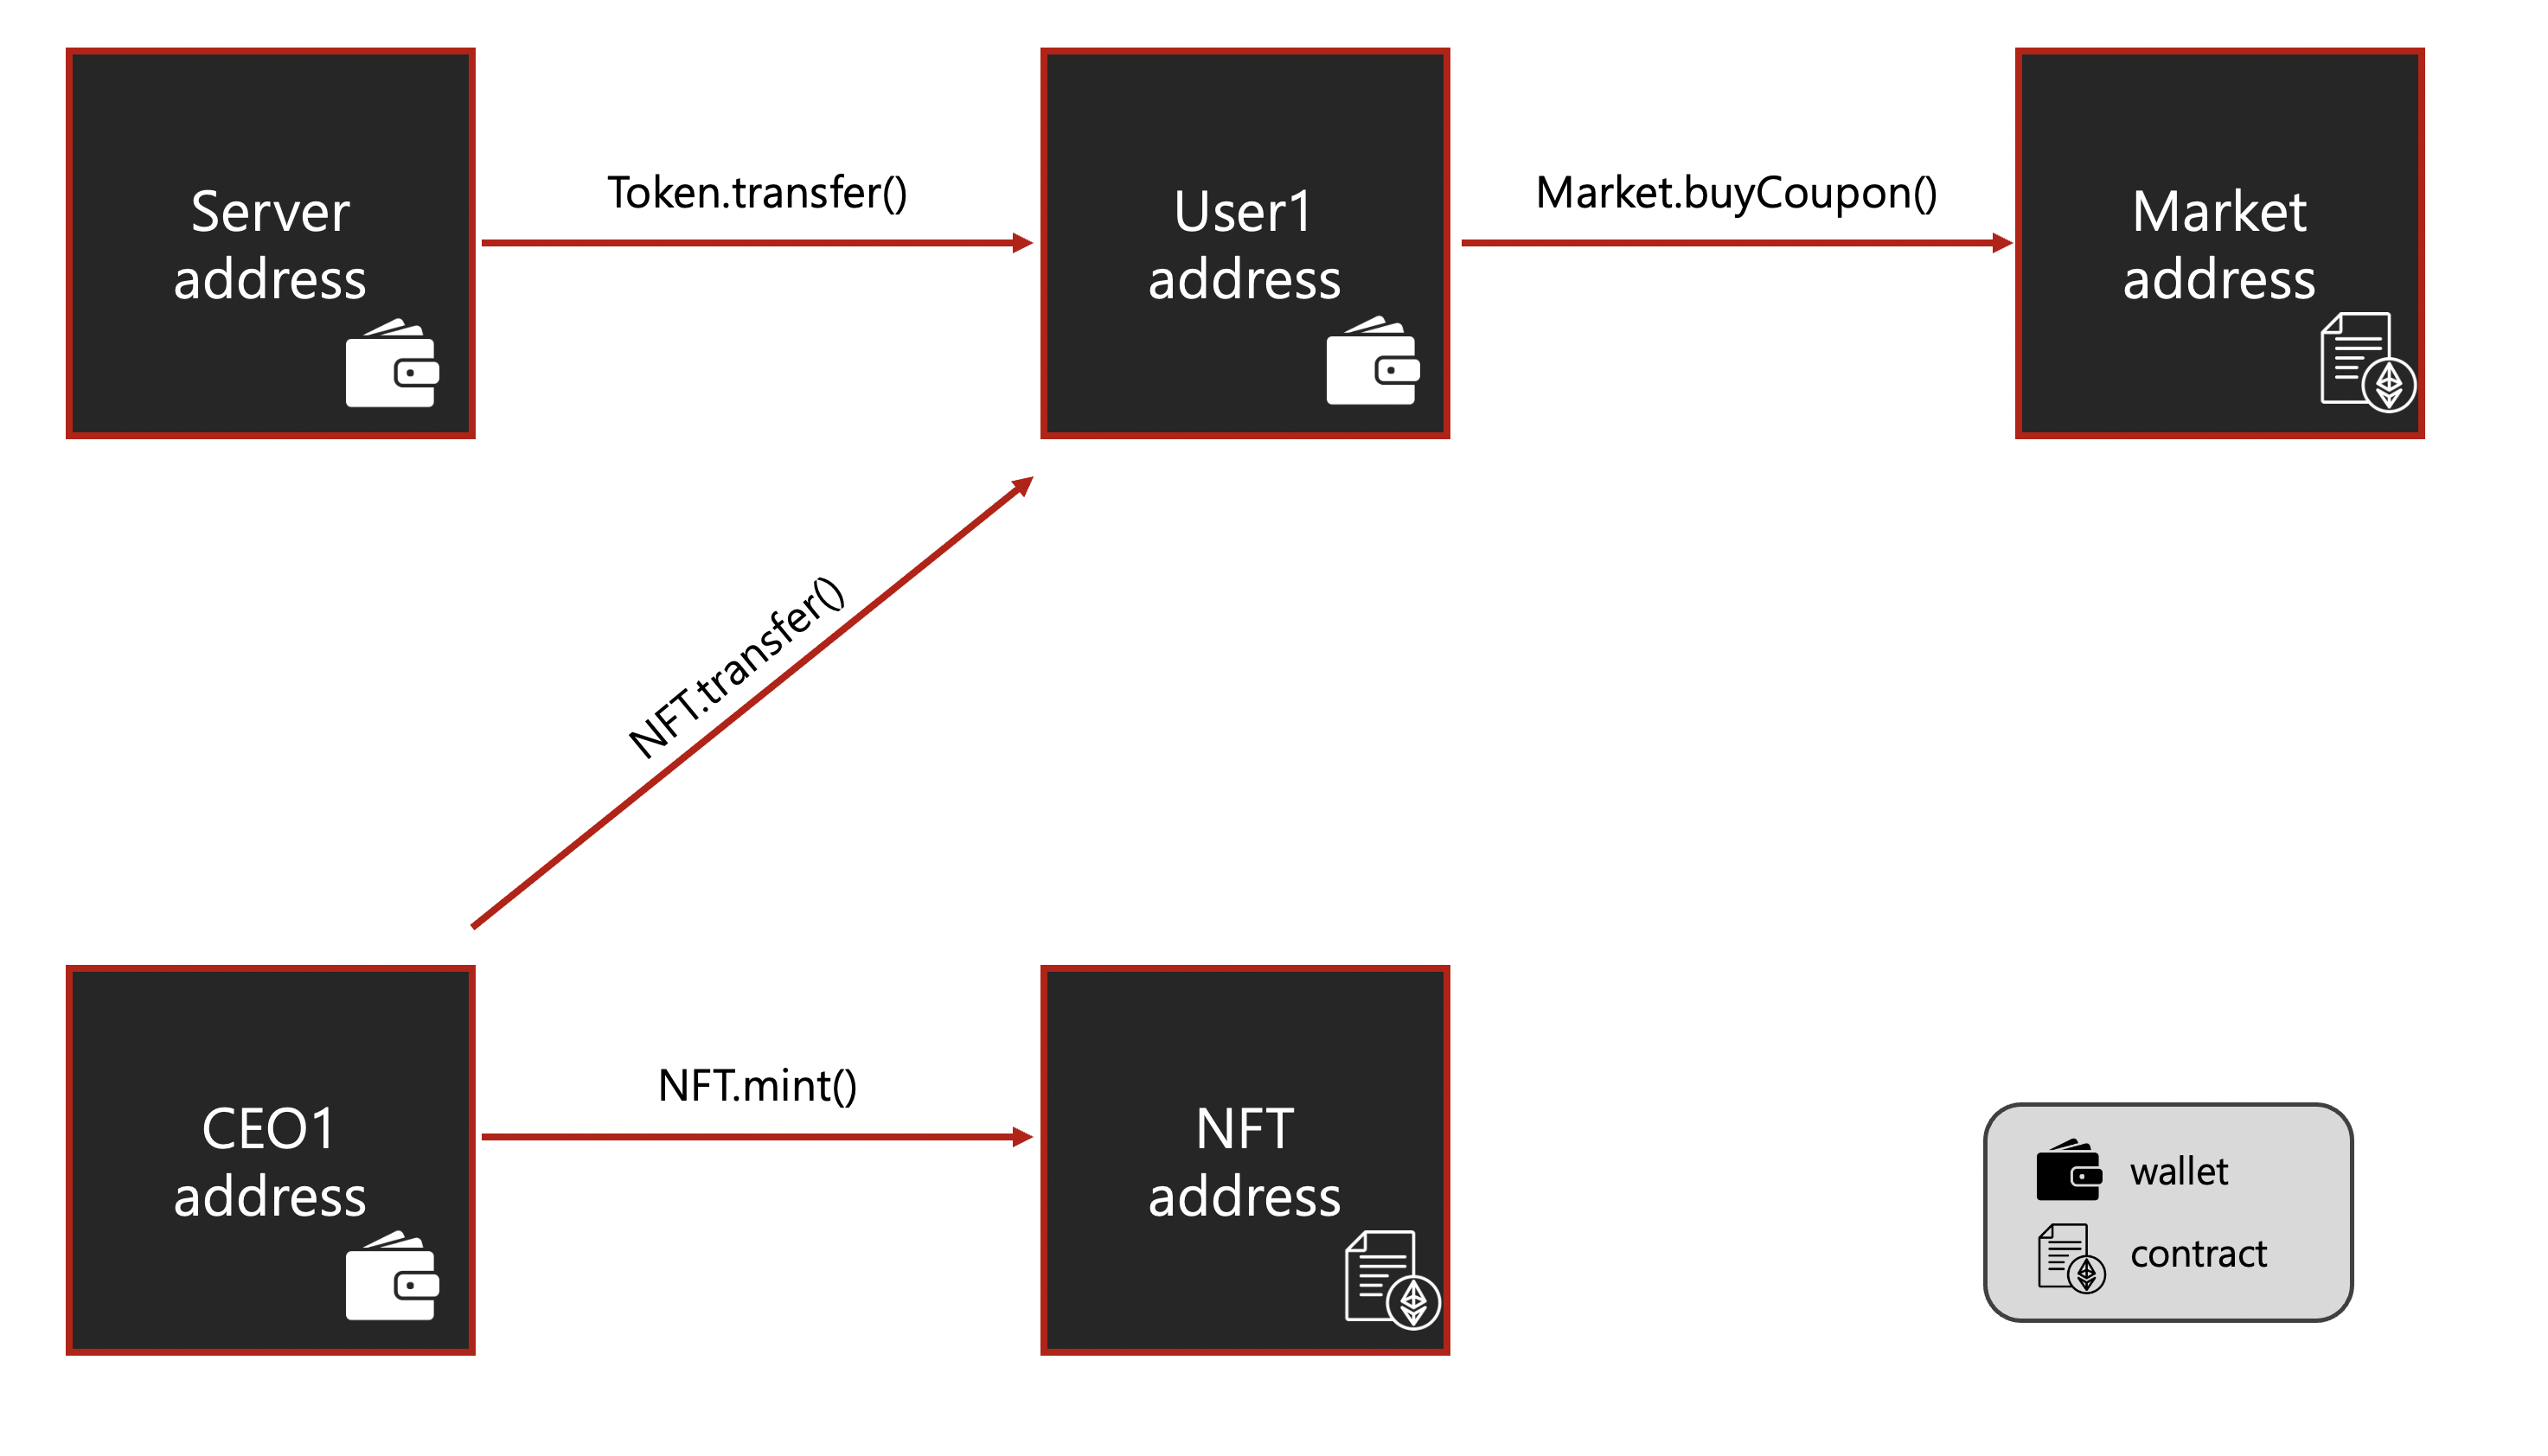 Server
address
Token.transfer()
User1
address
Market.buyCoupon()
Market
address
NFT.transfer()
CEO1
address
NFT.mint()
NFT
address
wallet
contract